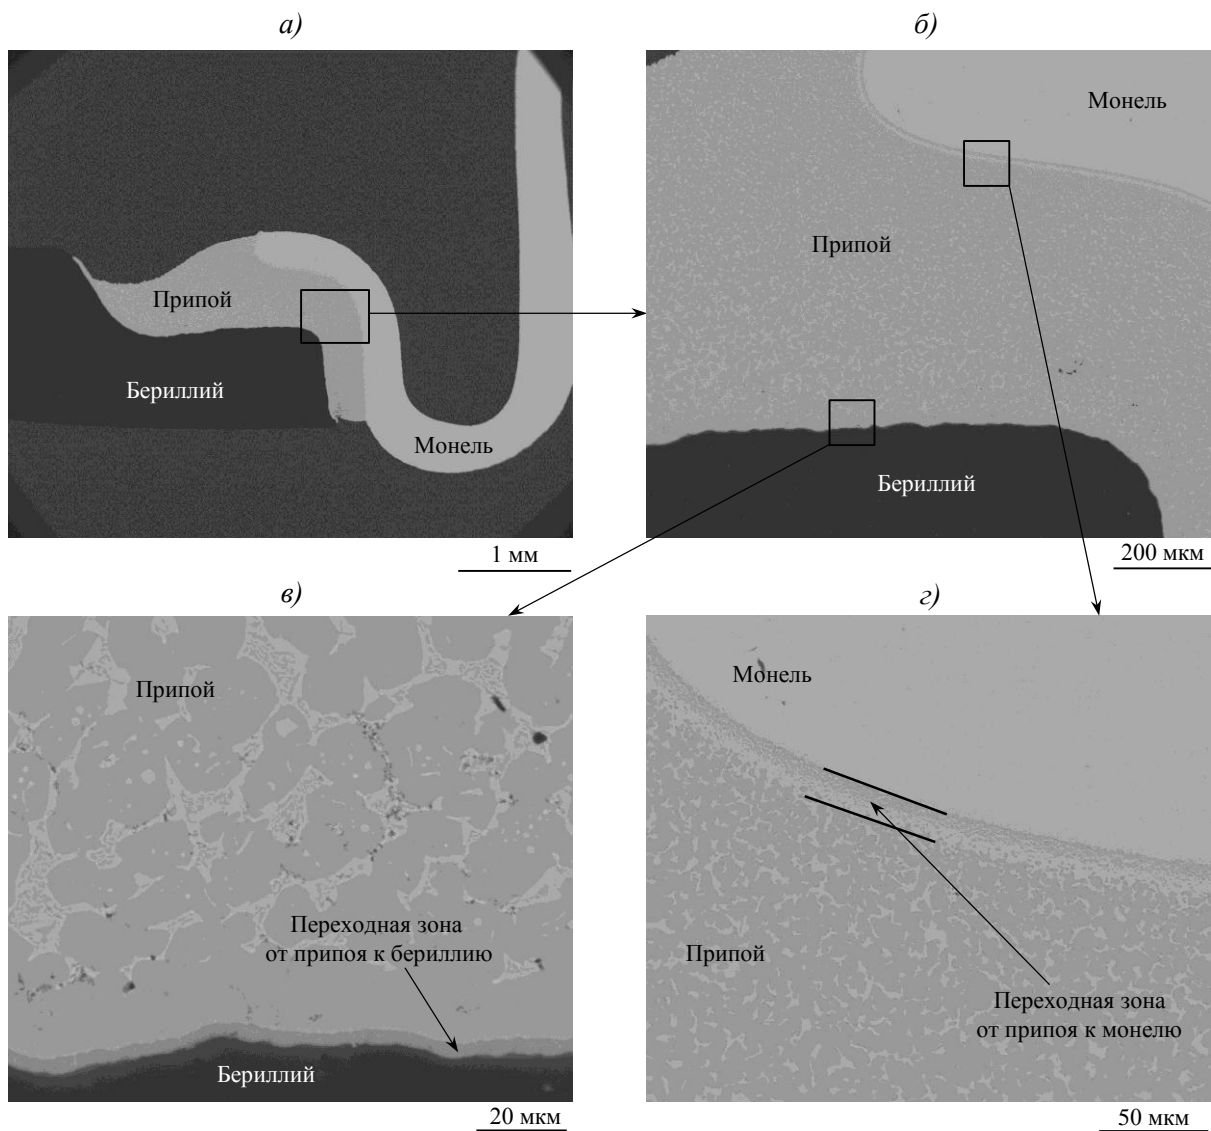 а)
Припой
Бериллий
Монель
1 мм
б)
Монель
Припой
Бериллий
200 мкм
в)
Припой
Переходная зона
от припоя к бериллию
Бериллий
20 мкм
г)
Монель
Припой
Переходная зона
от припоя к монелю
50 мкм